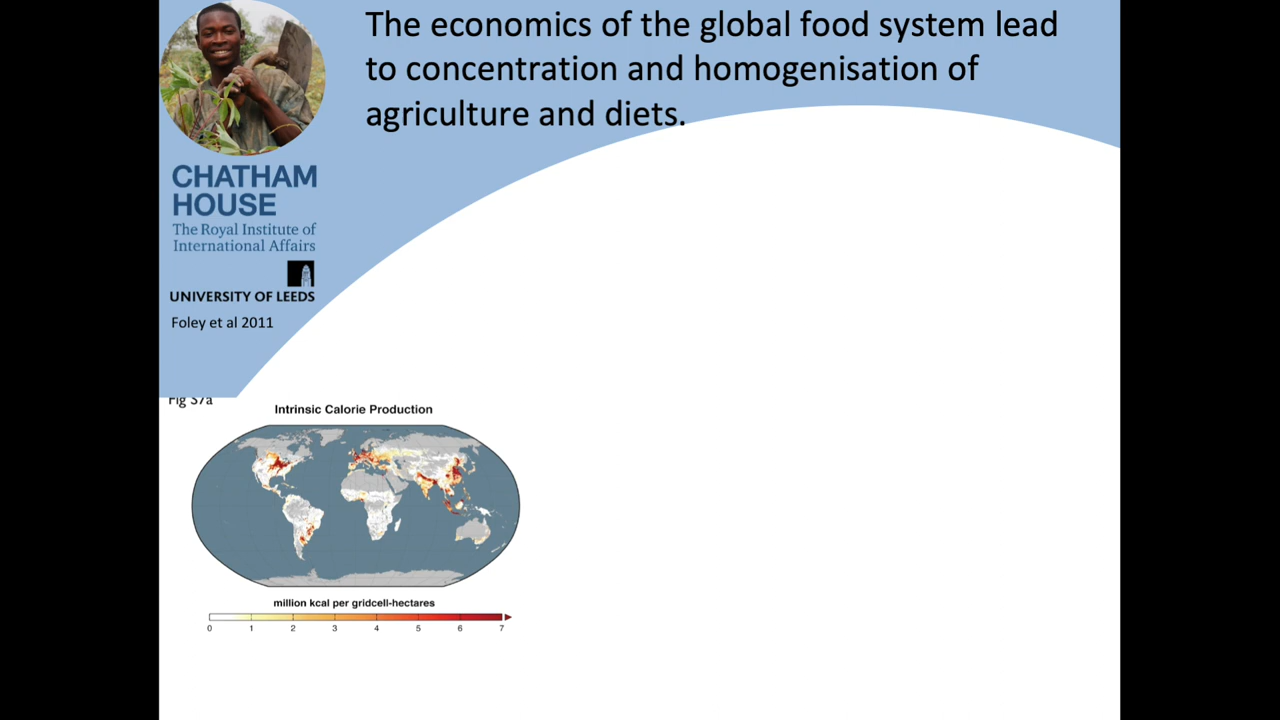 The economics of the global food system lead
to concentration and homogenisation of
agriculture and diets.
CHATHAM
HOUSE
The Royal Institute of
International Affairs
UNIVERSITY OF LEEDS
Foley et al 2011
Fig S7a
Intrinsic Calorie Production
million kcal per gridcell-hectares
0 1 2 3 4 5 6 7